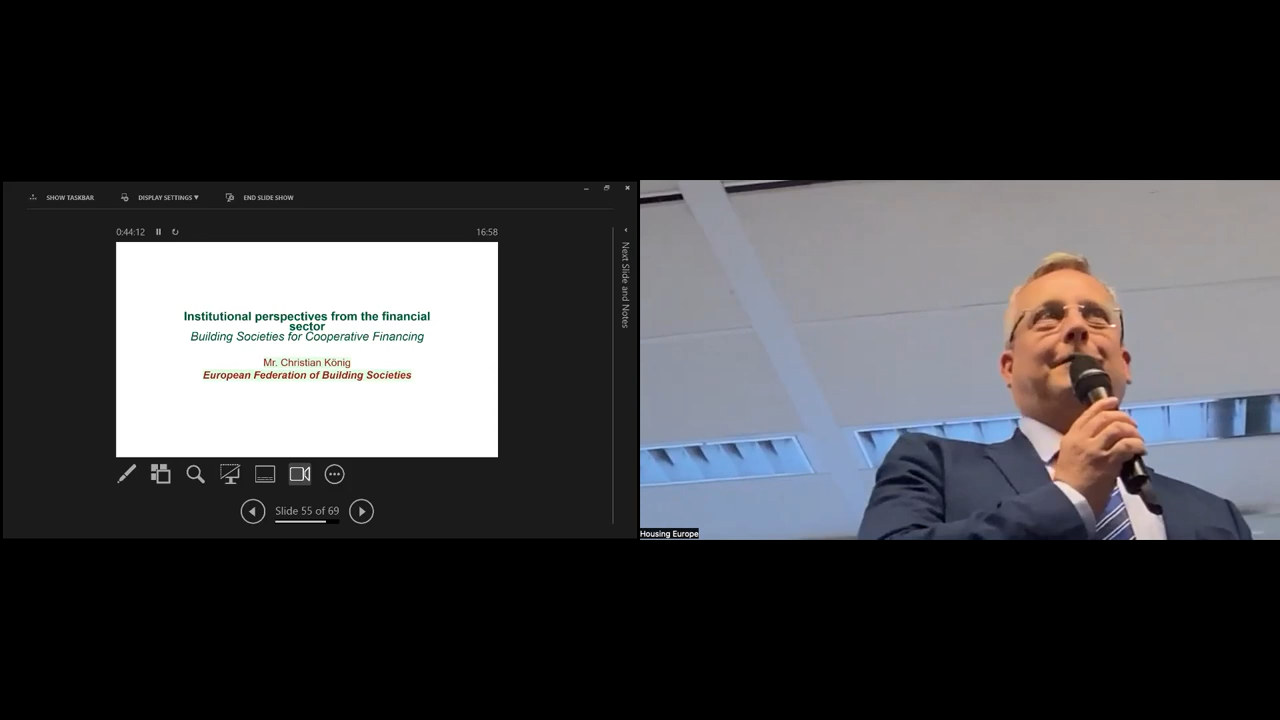 SHOW TASKBAR
DISPLAY SETTINGS ▼
END SLIDE SHOW
0:44:12
16:58
Next Slide and Notes
Institutional perspectives from the financial
sector
Building Societies for Cooperative Financing
Mr. Christian König
European Federation of Building Societies
Slide 55 of 69
Housing Europe